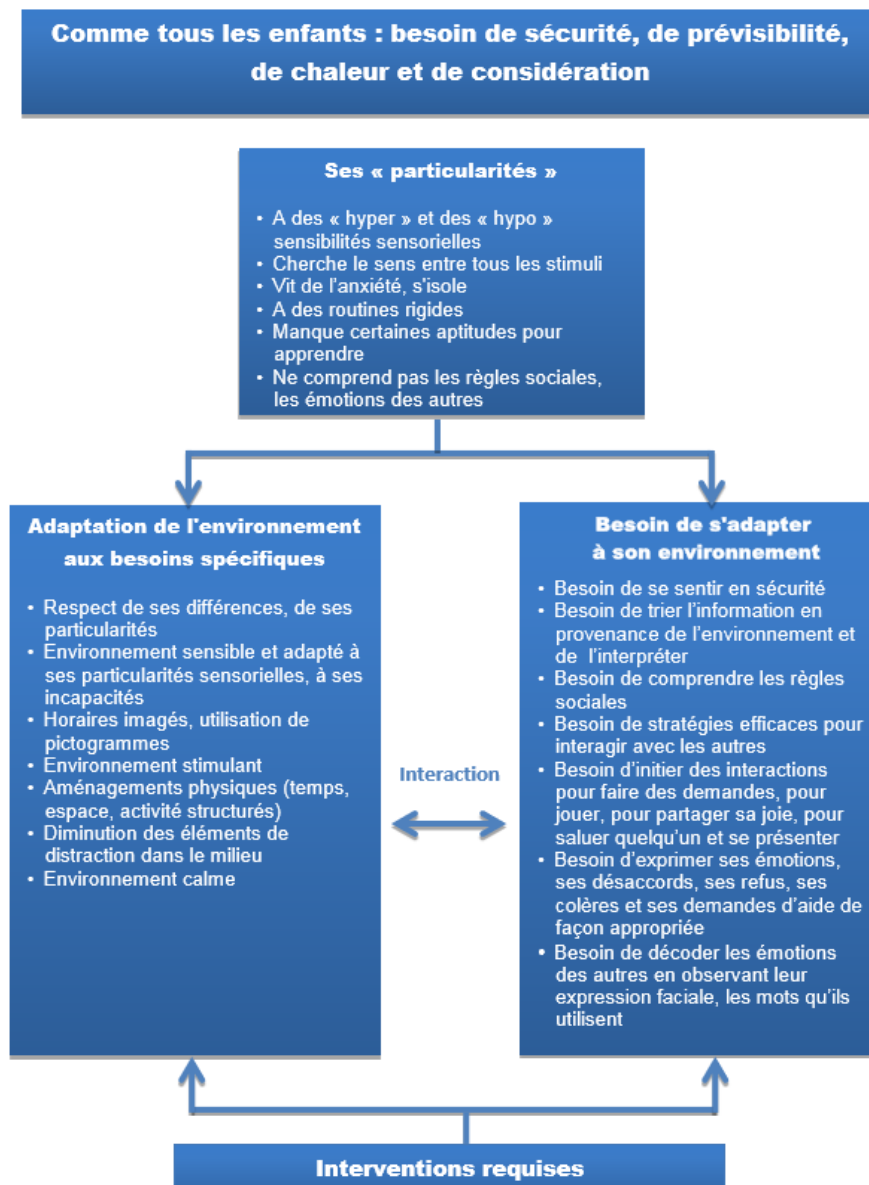 Comme tous les enfants : besoin de sécurité, de prévisibilité,
de chaleur et de considération
Ses « particularités »
• A des « hyper » et des « hypo »
sensibilités sensorielles
• Cherche le sens entre tous les stimuli
• Vit de l'anxiété, s'isole
• A des routines rigides
• Manque certaines aptitudes pour
apprendre
• Ne comprend pas les règles sociales,
les émotions des autres
Adaptation de l'environnement
aux besoins spécifiques
• Respect de ses différences, de ses
particularités
• Environnement sensible et adapté à
ses particularités sensorielles, à ses
incapacités
• Horaires imagés, utilisation de
pictogrammes
• Environnement stimulant
• Aménagements physiques (temps,
espace, activité structurés)
• Diminution des éléments de
distraction dans le milieu
• Environnement calme
Interaction
Besoin de s'adapter
à son environnement
• Besoin de se sentir en sécurité
• Besoin de trier l'information en
provenance de l'environnement et
de l'interpréter
• Besoin de comprendre les règles
sociales
• Besoin de stratégies efficaces pour
interagir avec les autres
• Besoin d'initier des interactions
pour faire des demandes, pour
jouer, pour partager sa joie, pour
saluer quelqu'un et se présenter
• Besoin d'exprimer ses émotions,
ses désaccords, ses refus, ses
colères et ses demandes d'aide de
façon appropriée
• Besoin de décoder les émotions
des autres en observant leur
expression faciale, les mots qu'ils
utilisent
Interventions requises